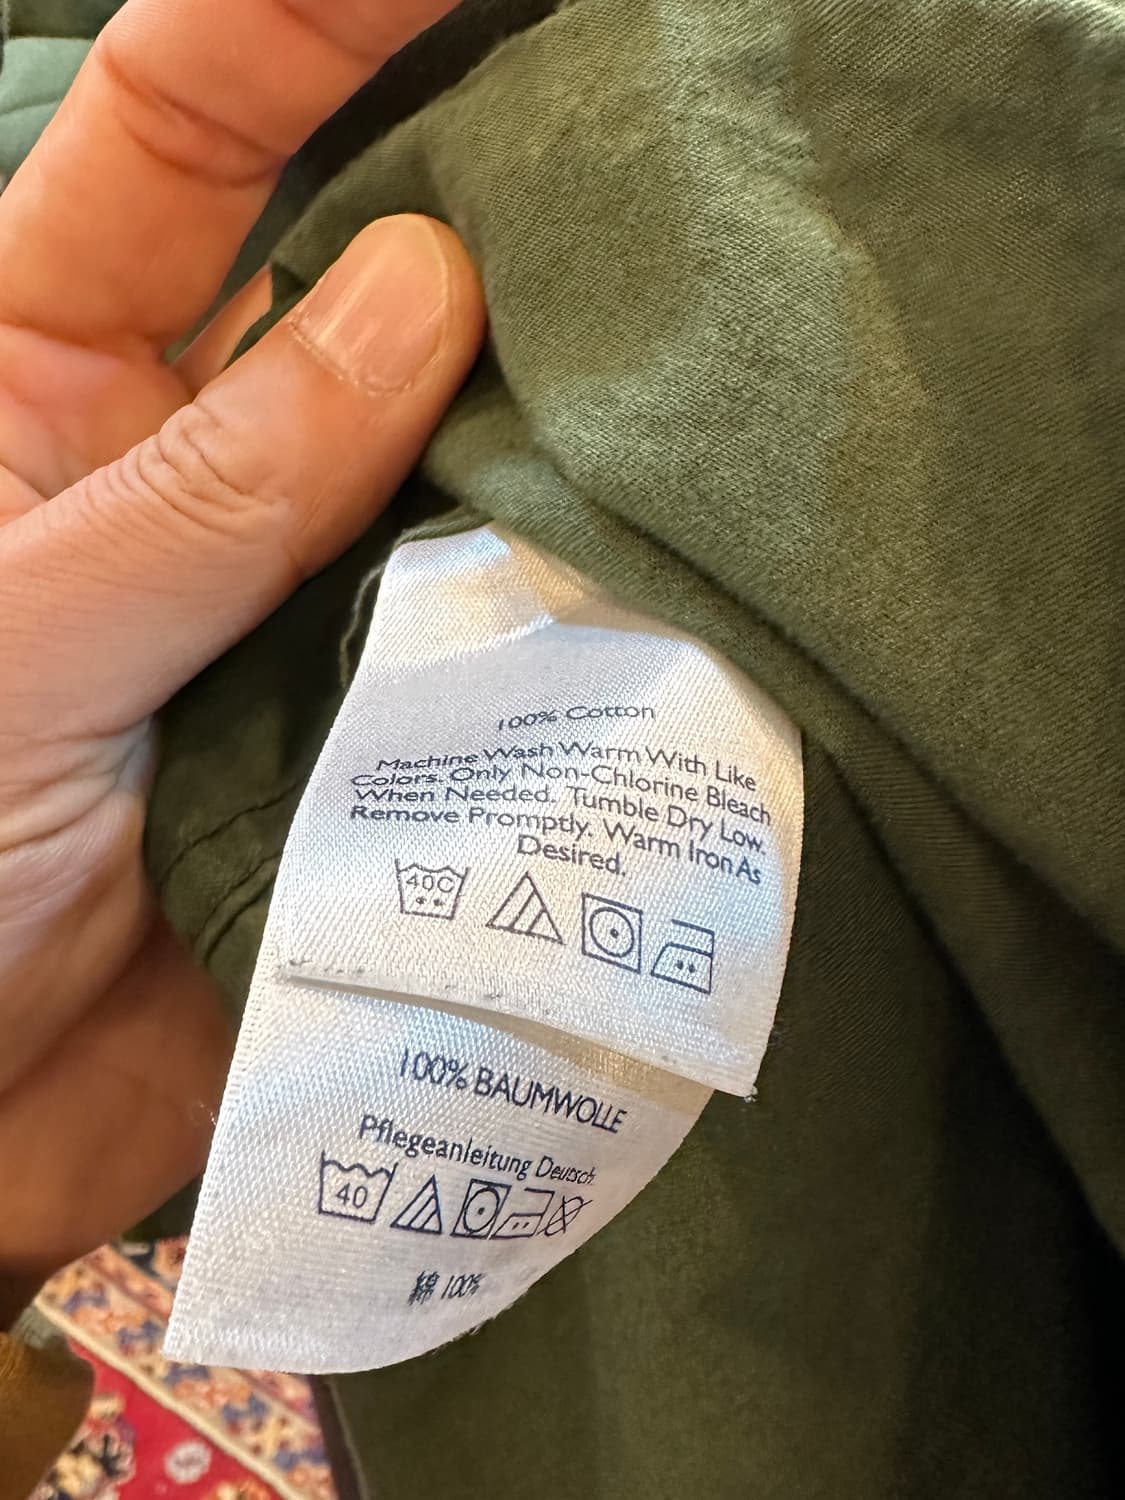 100% Cotton
Machine Wash Warm With Like
Colors. Only Non-Chlorine Bleach
When Needed. Tumble Dry Low.
Remove Promptly. Warm Iron As
Desired.
40C
100% BAUMWOLLE
Pflegeanleitung Deutsch
40
綿 100%